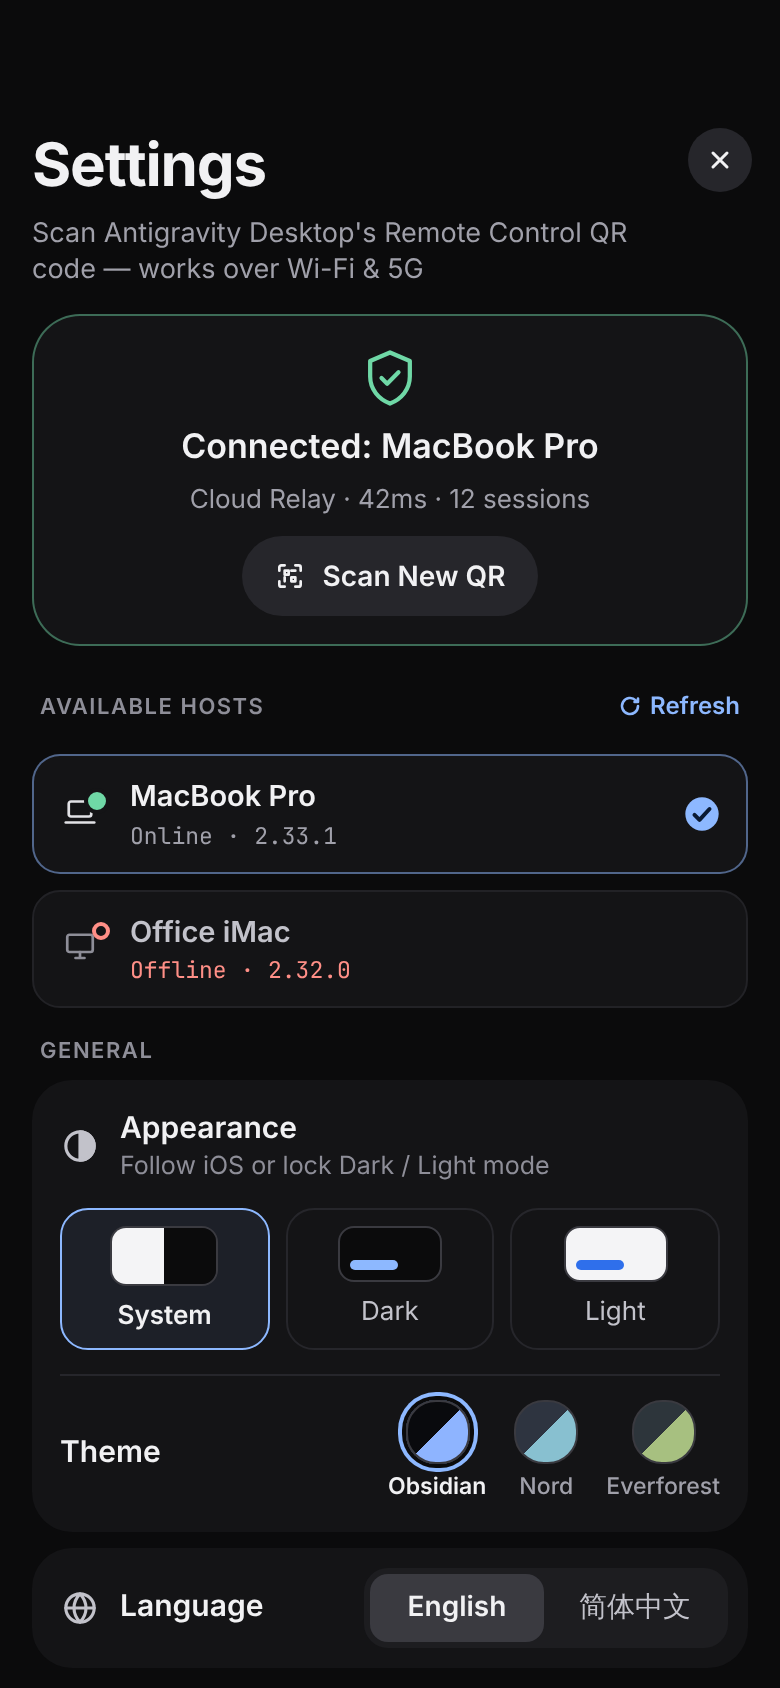 Settings
Scan Antigravity Desktop's Remote Control QR
code — works over Wi-Fi & 5G
Connected: MacBook Pro
Cloud Relay · 42ms · 12 sessions
Scan New QR
AVAILABLE HOSTS
Refresh
MacBook Pro
Online · 2.33.1
Office iMac
Offline · 2.32.0
GENERAL
Appearance
Follow iOS or lock Dark / Light mode
System
Dark
Light
Theme
Obsidian
Nord
Everforest
Language
English
简体中文